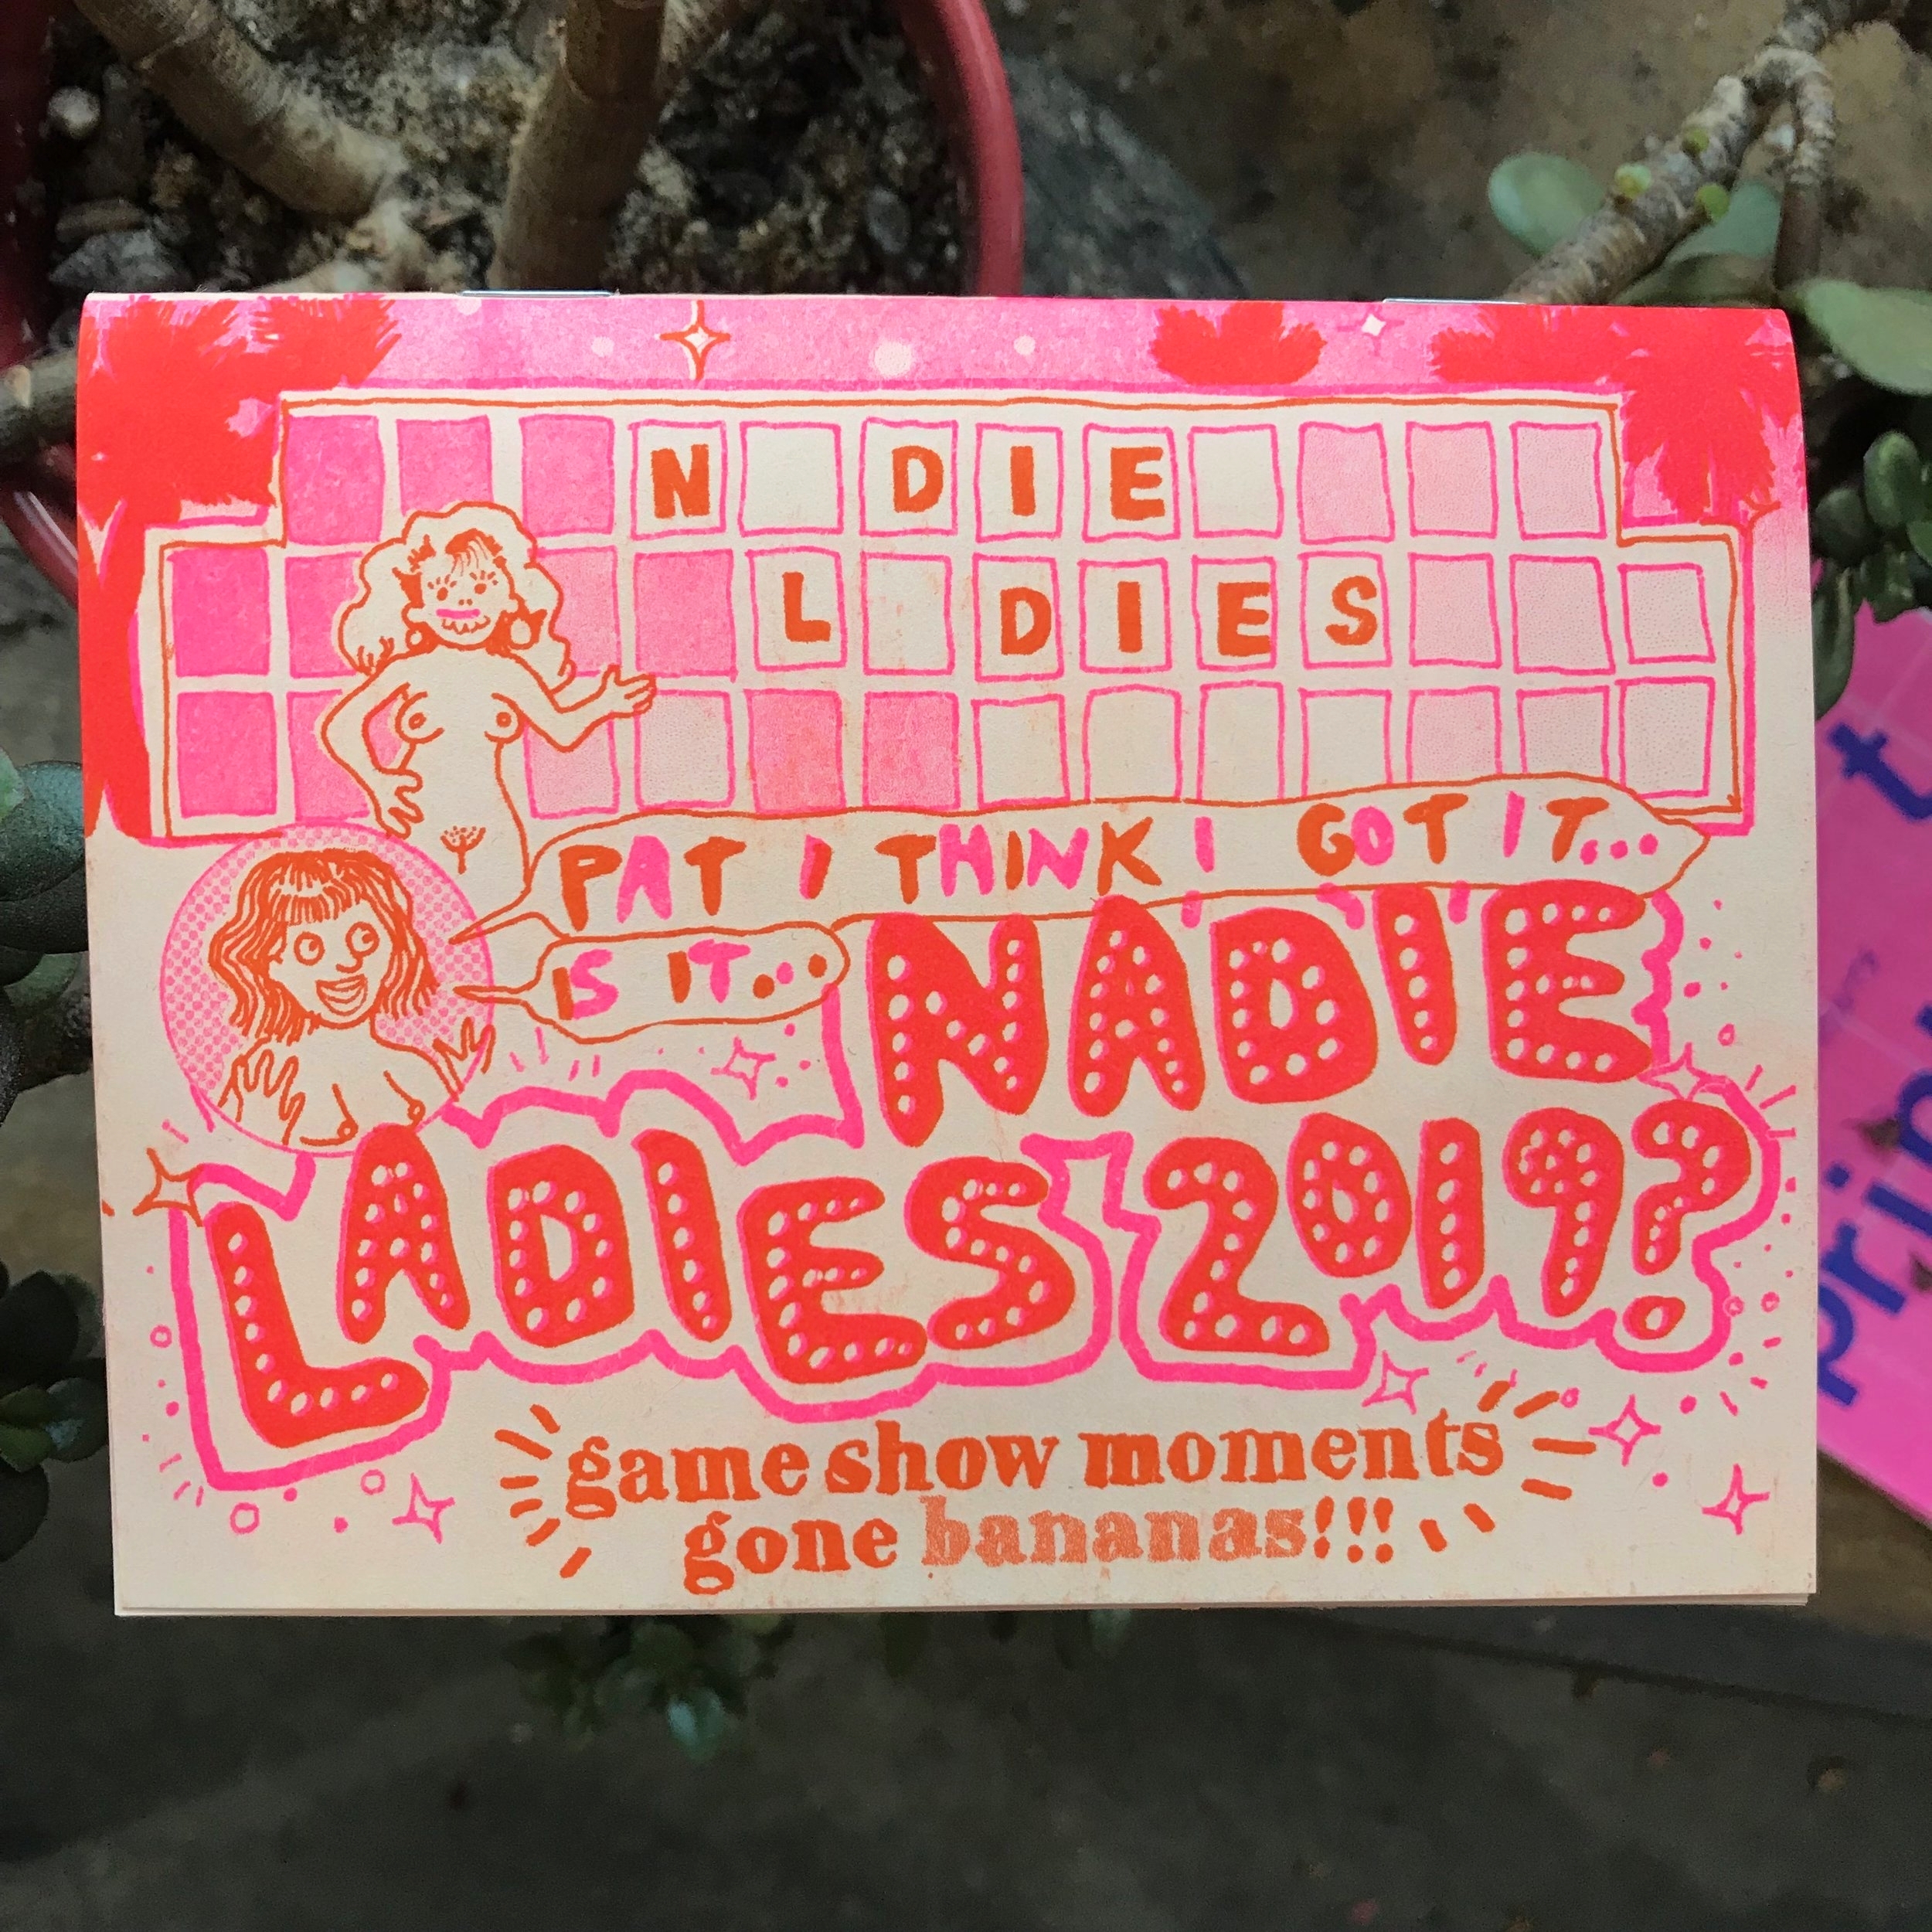 N DIE
L DIES
PAT I THINK I GOT IT...
IS IT...
NADIE
LADIES 2019?
game show moments
gone bananas!!!
t
prin